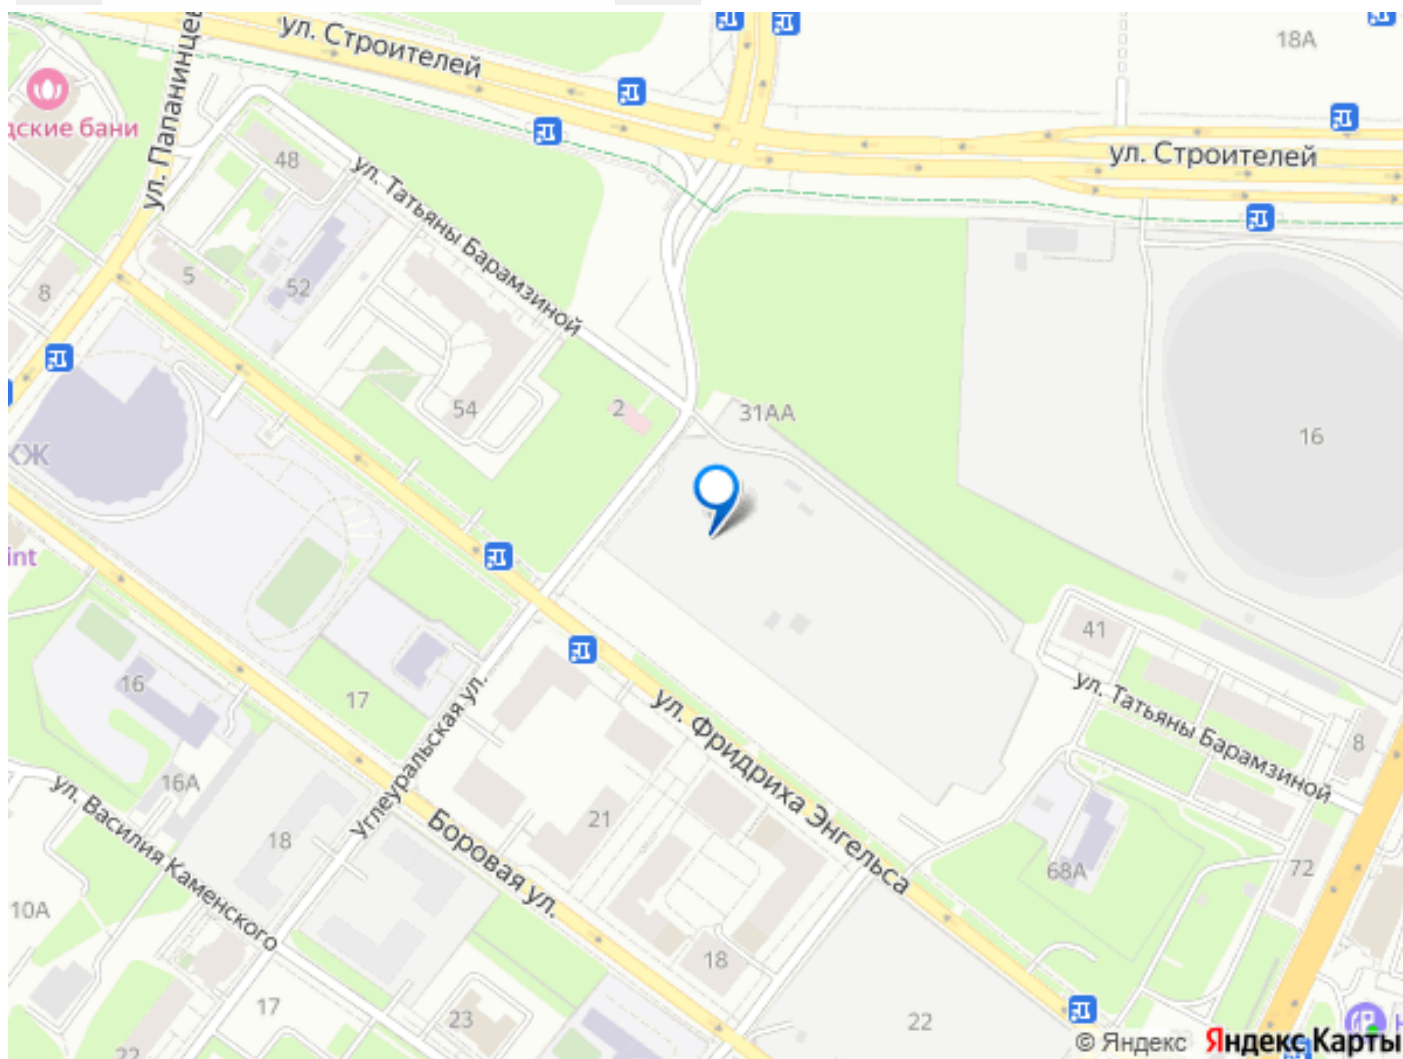 ул. Строителей
18А
ул. Папанинцев
дские бани
ул. Строителей
48
ул. Татьяны Барамзиной
5
52
8
54
2
31АА
16
КЖ
int
41
16
17
ул. Татьяны Барамзиной
ул. Фридриха Энгельса
8
16А
Углеуральская ул.
ул. Василия Каменского
21
18
Боровая ул.
68А
72
10А
18
17
23
22
22
© Яндекс Яндекс Карты